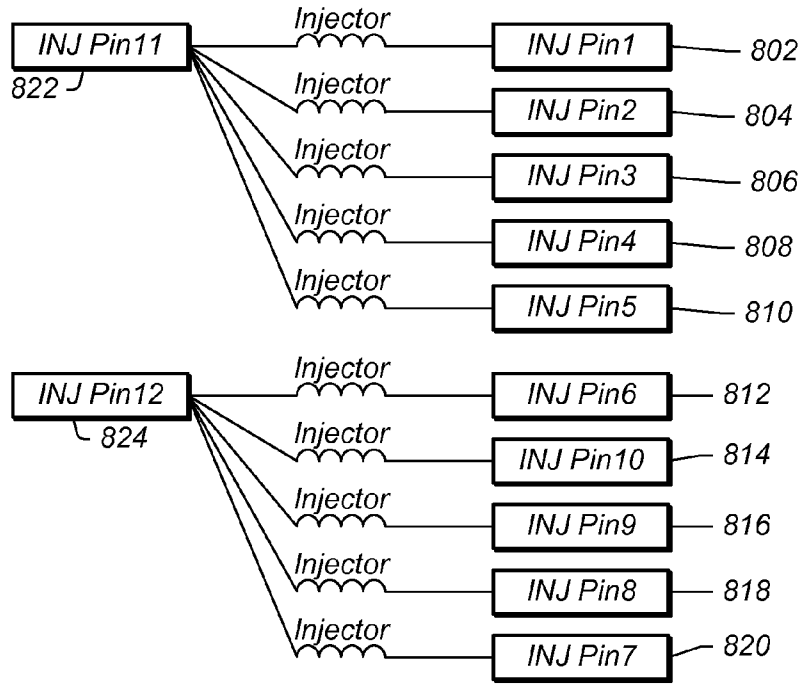 Injector
INJ Pin11 INJ Pin1 802
822
Injector
INJ Pin2 804
Injector
INJ Pin3 806
Injector
INJ Pin4 808
Injector
INJ Pin5 810
Injector
INJ Pin12 INJ Pin6 812
824
Injector
INJ Pin10 814
Injector
INJ Pin9 816
Injector
INJ Pin8 818
Injector
INJ Pin7 820